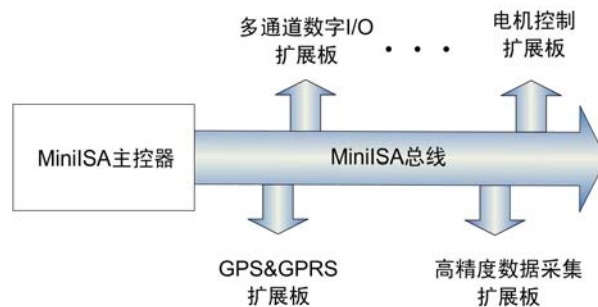 多通道数字I/O
扩展板
• • •
电机控制
扩展板
MiniISA主控器
MiniISA总线
GPS&GPRS
扩展板
高精度数据采集
扩展板